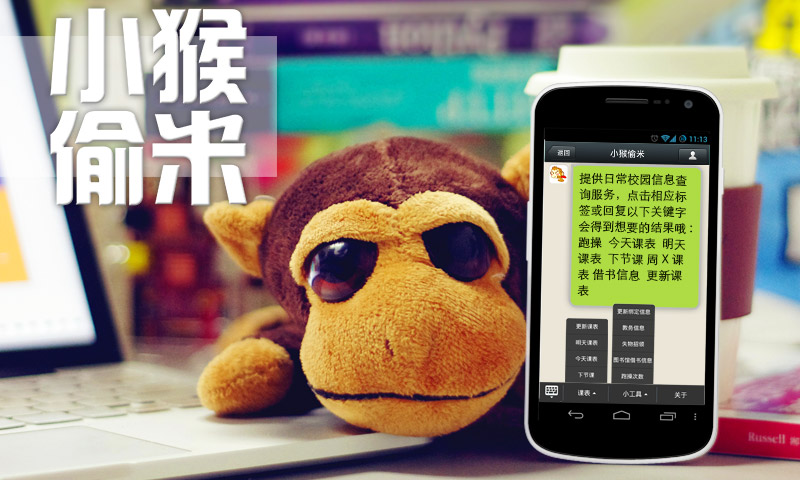 小猴
偷米
11:13
返回
小猴偷米
提供日常校园信息查
询服务，点击相应标
签或回复以下关键字
会得到想要的结果哦：
跑操 今天课表 明天
课表 下节课 周 X 课
表 借书信息 更新课
表
更新绑定信息
教务信息
失物招领
图书馆借书信息
跑操次数
更新课表
明天课表
今天课表
下节课
课表
小工具
关于
Russell